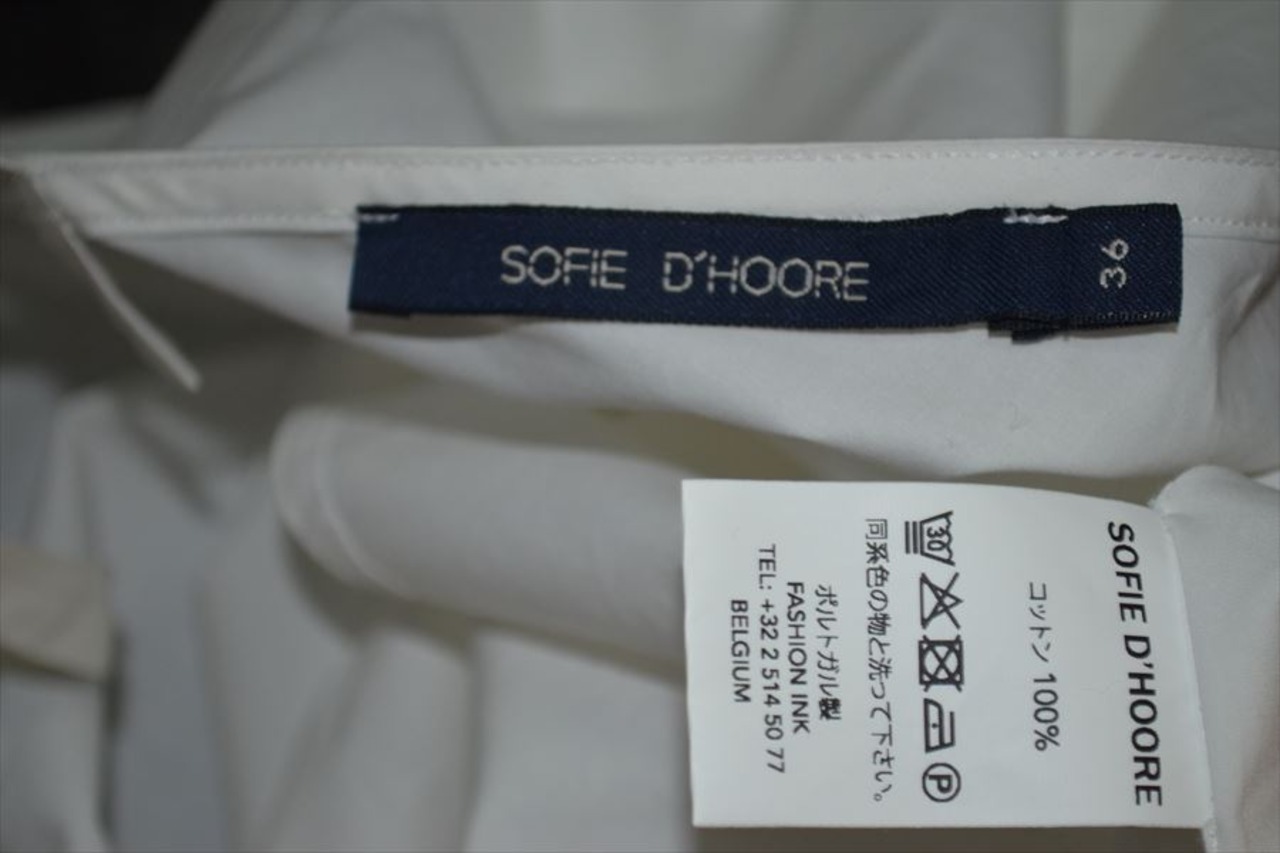 SOFIE D'HOORE
36
SOFIE D'HOORE
コットン 100%
30
P
同系色の物と洗って下さい。
ポルトガル製
FASHION INK
TEL: +32 2 514 50 77
BELGIUM